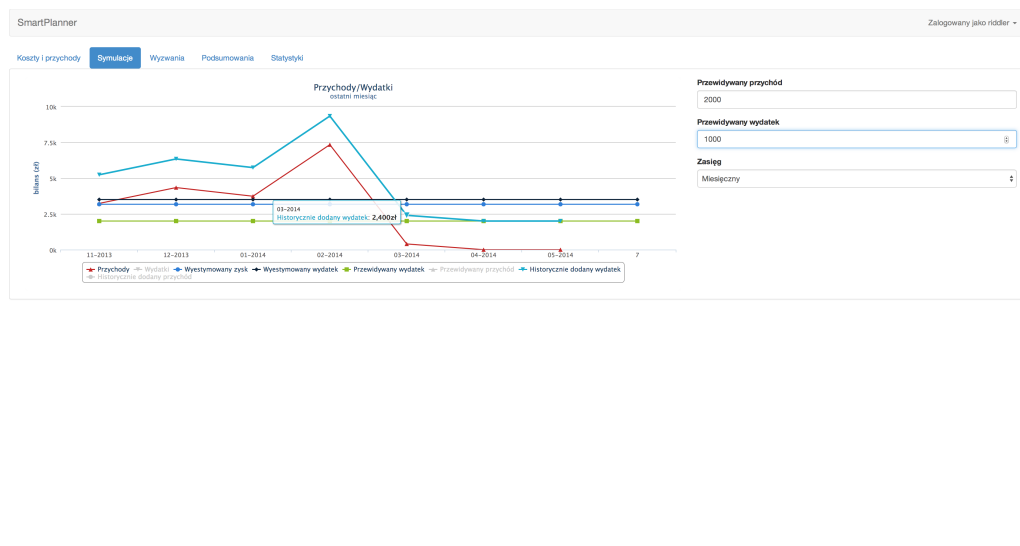 SmartPlanner
Zalogowany jako riddler
Koszty i przychody
Symulacje
Wyzwania
Podsumowania
Statystyki
Przychody/Wydatki
ostatni miesiąc
bilans (zł)
10k
7.5k
5k
2.5k
0k
03-2014
Historycznie dodany wydatek: 2,400zł
11-2013 12-2013 01-2014 02-2014 03-2014 04-2014 05-2014 7
Przychody Wydatki Wyestymowany zysk Wyestymowany wydatek Przewidywany wydatek Przewidywany przychód Historycznie dodany wydatek
Historycznie dodany przychód
Przewidywany przychód
2000
Przewidywany wydatek
1000
Zasięg
Miesięczny